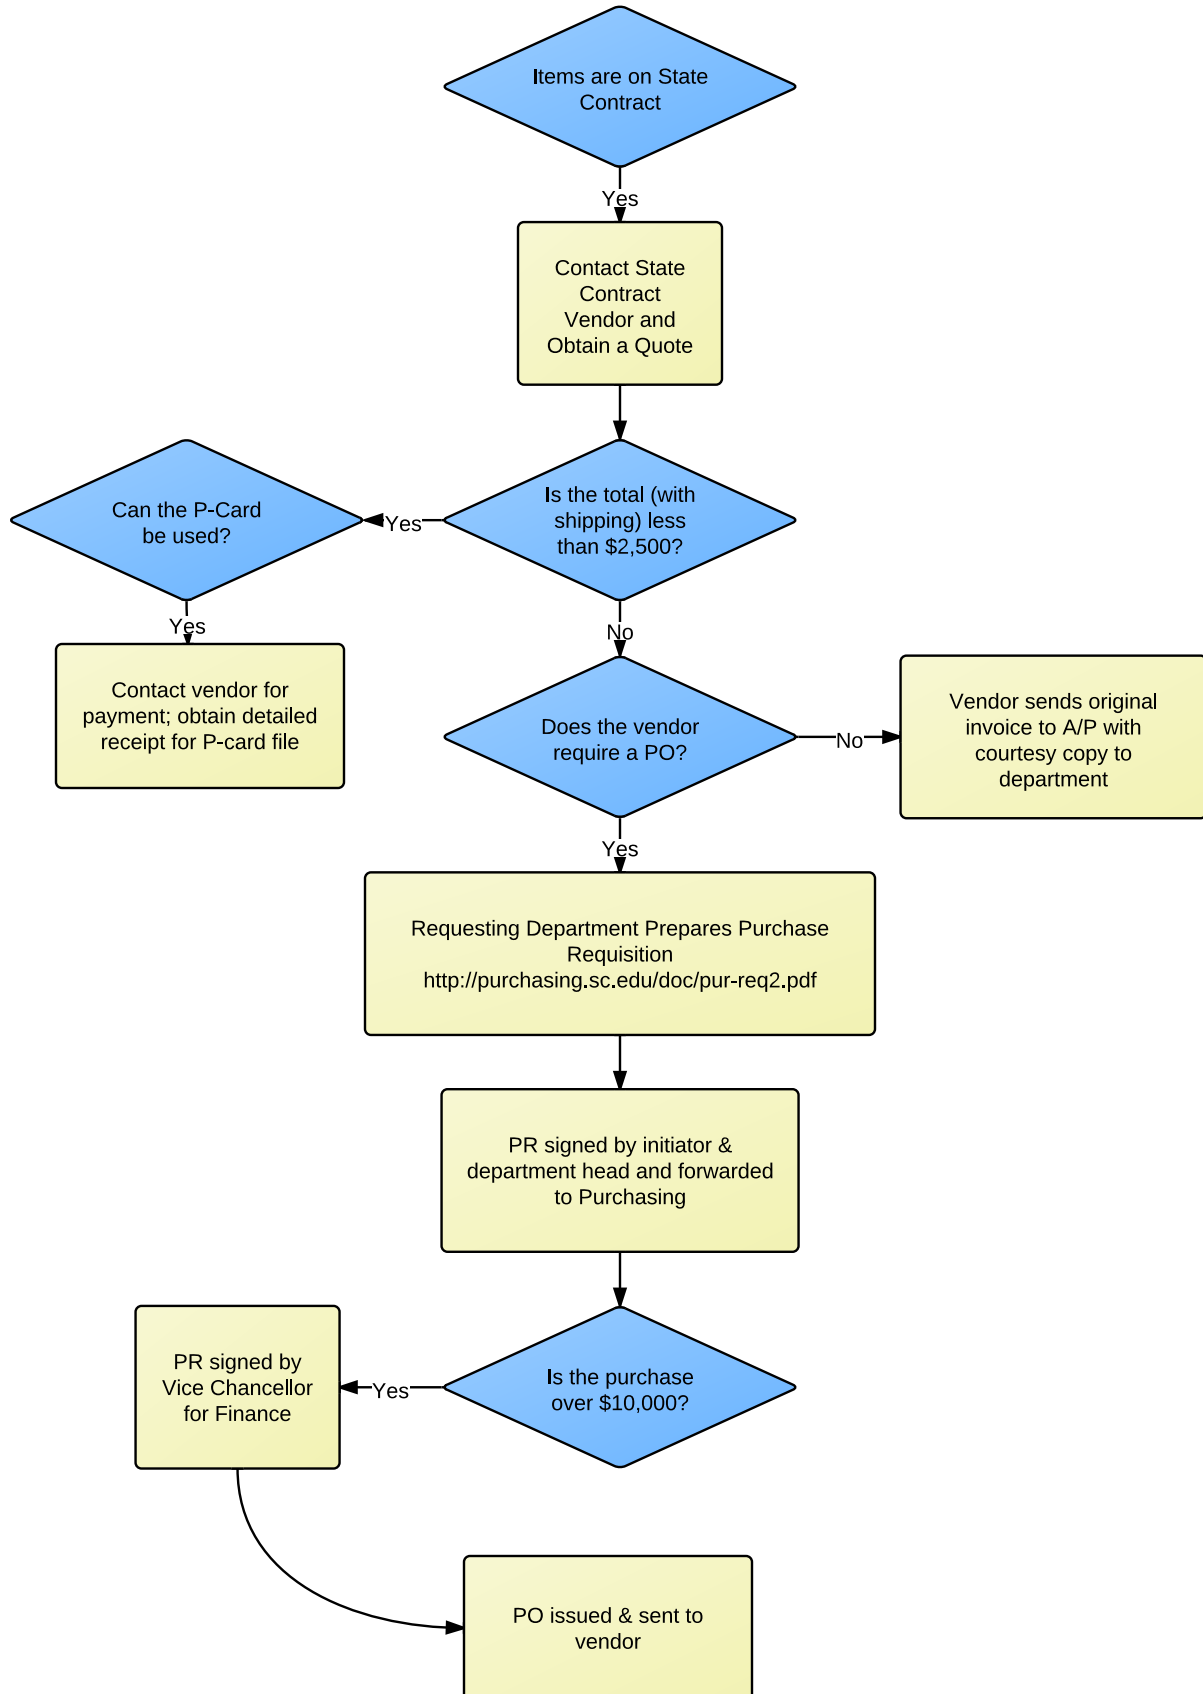 Items are on State
Contract
Yes
Contact State
Contract
Vendor and
Obtain a Quote
Can the P-Card
be used?
Yes
Is the total (with
shipping) less
than $2,500?
Yes
No
Contact vendor for
payment; obtain detailed
receipt for P-card file
Does the vendor
require a PO?
No
Vendor sends original
invoice to A/P with
courtesy copy to
department
Yes
Requesting Department Prepares Purchase
Requisition
http://purchasing.sc.edu/doc/pur-req2.pdf
PR signed by initiator &
department head and forwarded
to Purchasing
PR signed by
Vice Chancellor
for Finance
Yes
Is the purchase
over $10,000?
PO issued & sent to
vendor